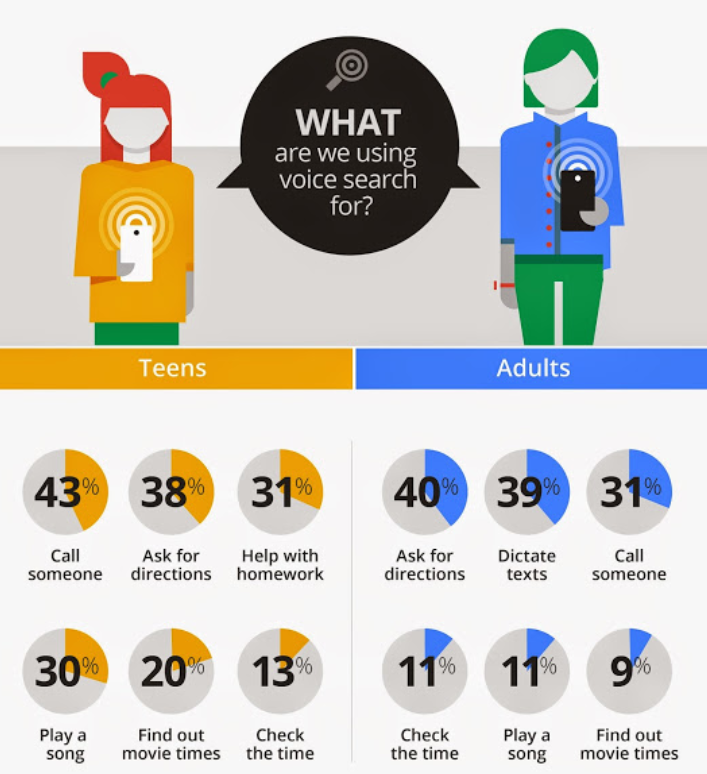 WHAT
are we using
voice search
for?
Teens
Adults
43%
38%
31%
Call
someone
Ask for
directions
Help with
homework
30%
20%
13%
Play a
song
Find out
movie times
Check
the time
40%
39%
31%
Ask for
directions
Dictate
texts
Call
someone
11%
11%
9%
Check
the time
Play a
song
Find out
movie times